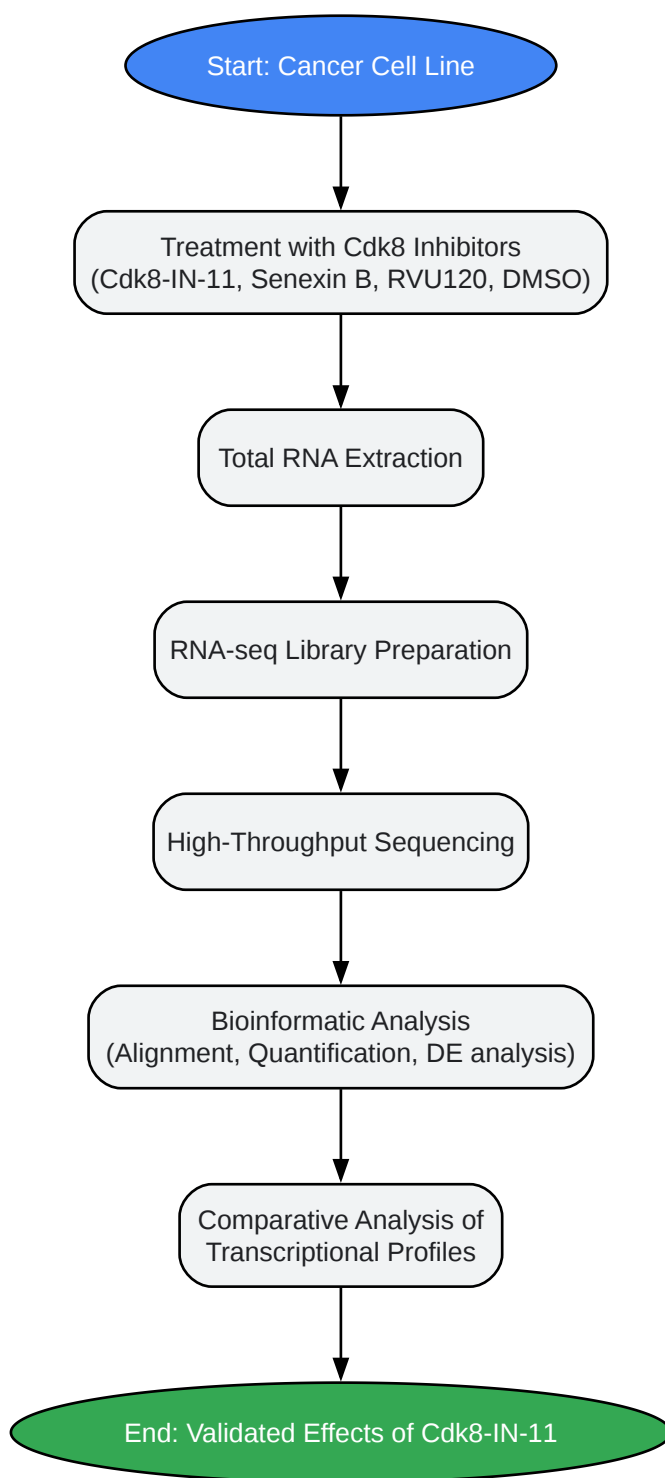 Start: Cancer Cell Line
Treatment with Cdk8 Inhibitors
(Cdk8-IN-11, Senexin B, RVU120, DMSO)
Total RNA Extraction
RNA-seq Library Preparation
High-Throughput Sequencing
Bioinformatic Analysis
(Alignment, Quantification, DE analysis)
Comparative Analysis of
Transcriptional Profiles
End: Validated Effects of Cdk8-IN-11